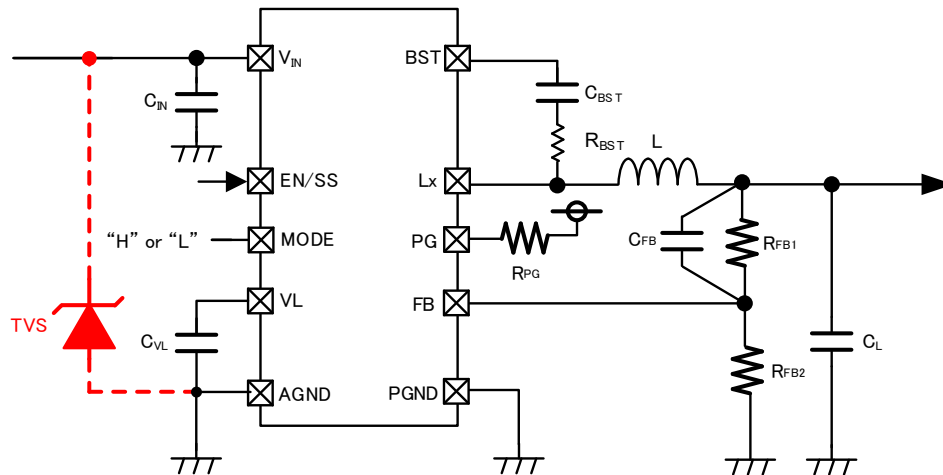 VIN
BST
CIN
CBST
RBST
L
EN/SS
Lx
“H” or “L”
MODE
PG
RPG
CFB
RFB1
VL
FB
TVS
CVL
CL
RFB2
AGND
PGND